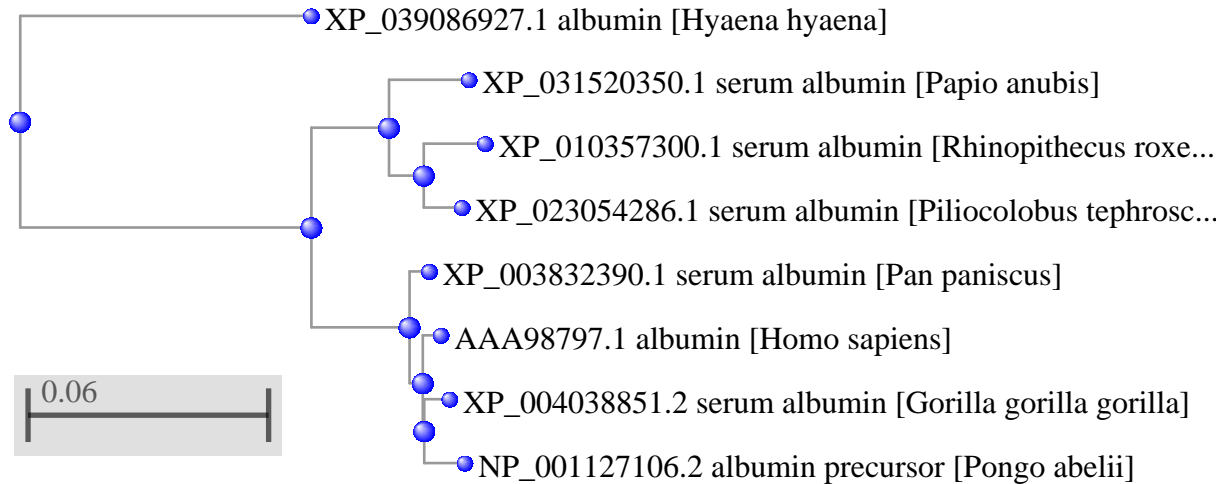 XP_039086927.1 albumin [Hyaena hyaena]
XP_031520350.1 serum albumin [Papio anubis]
XP_010357300.1 serum albumin [Rhinopithecus roxe...
XP_023054286.1 serum albumin [Piliocolobus tephrosc...
XP_003832390.1 serum albumin [Pan paniscus]
AAA98797.1 albumin [Homo sapiens]
0.06
XP_004038851.2 serum albumin [Gorilla gorilla gorilla]
NP_001127106.2 albumin precursor [Pongo abelii]